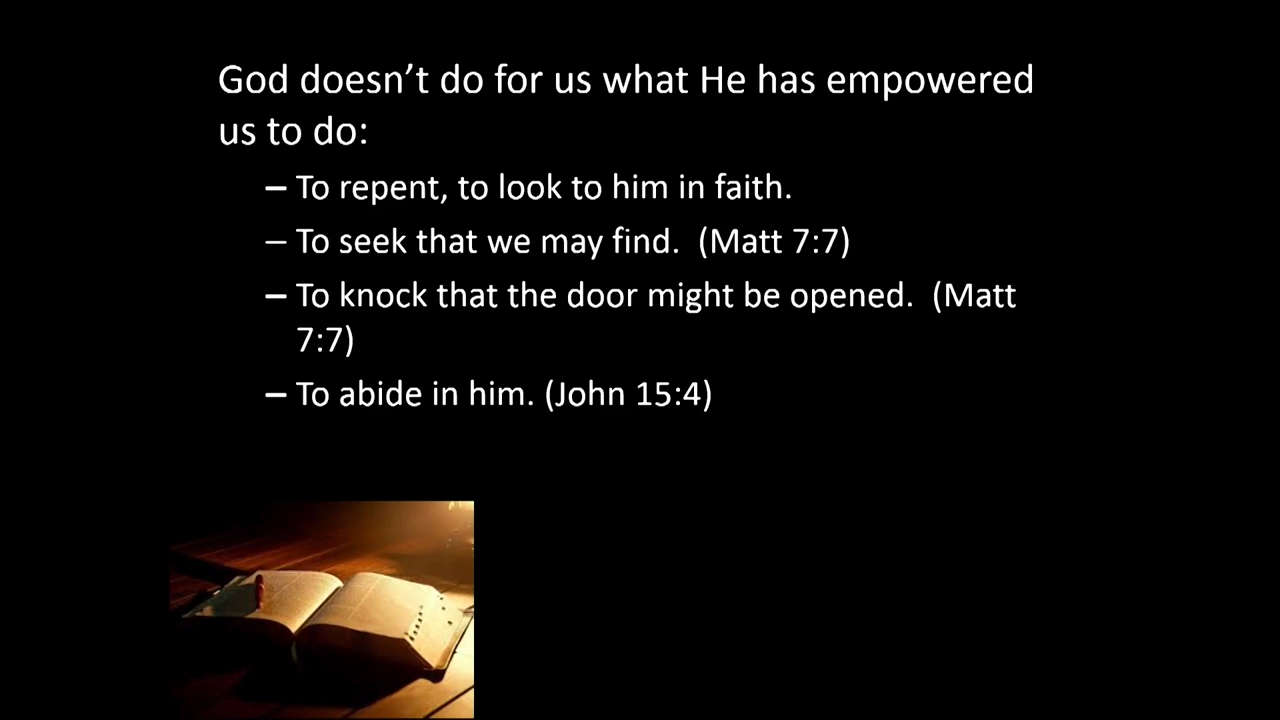 God doesn’t do for us what He has empowered
us to do:
– To repent, to look to him in faith.
– To seek that we may find.  (Matt 7:7)
– To knock that the door might be opened.  (Matt
7:7)
– To abide in him. (John 15:4)